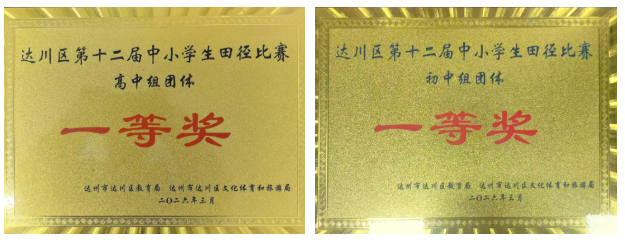 达川区第十二届中小学生田径比赛
高中组团体
一等奖
达州市达川区教育局 达州市达川区文化体育和旅游局
二〇二六年三月
达川区第十二届中小学生田径比赛
初中组团体
一等奖
达州市达川区教育局 达州市达川区文化体育和旅游局
二〇二六年三月